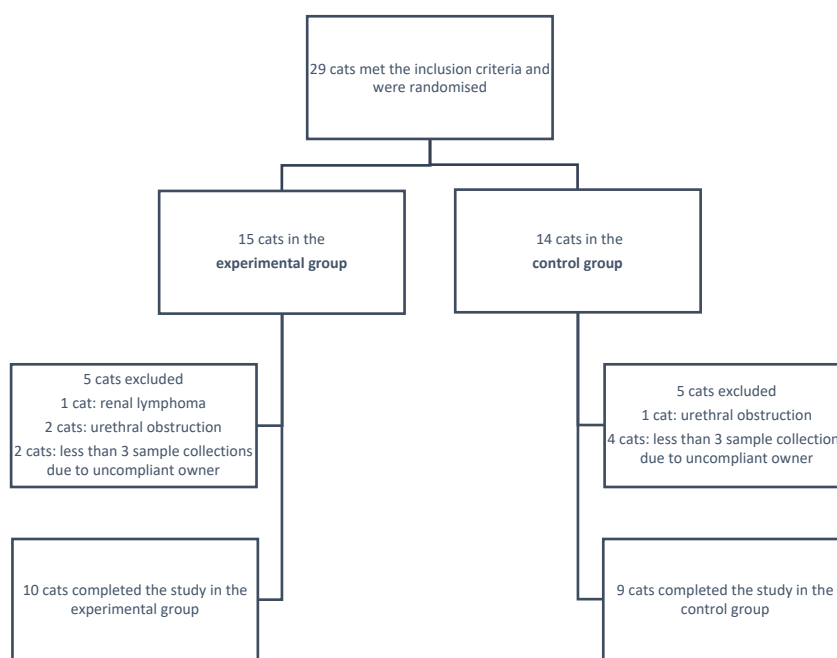 29 cats met the inclusion criteria and
were randomised
15 cats in the
experimental group
14 cats in the
control group
5 cats excluded
1 cat: renal lymphoma
2 cats: urethral obstruction
2 cats: less than 3 sample collections
due to uncompliant owner
5 cats excluded
1 cat: urethral obstruction
4 cats: less than 3 sample collection
due to uncompliant owner
10 cats completed the study in the
experimental group
9 cats completed the study in the
control group